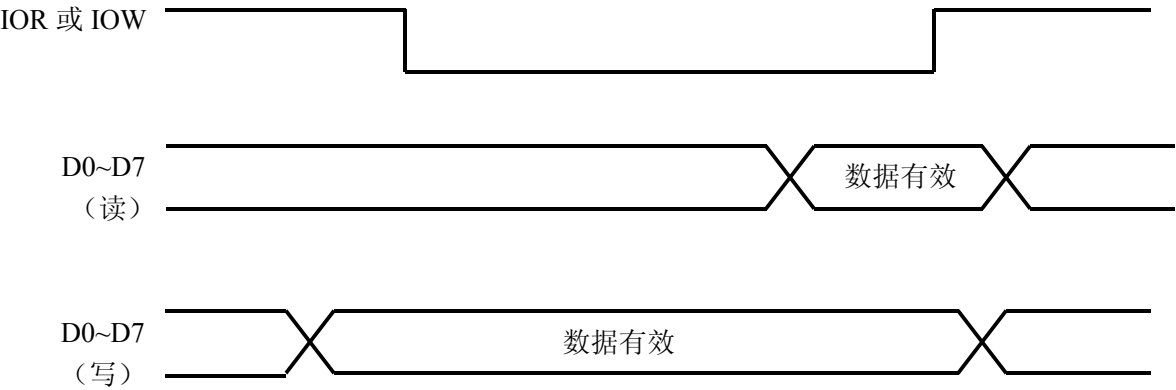 IOR 或 IOW
D0~D7
（读）
数据有效
D0~D7
（写）
数据有效